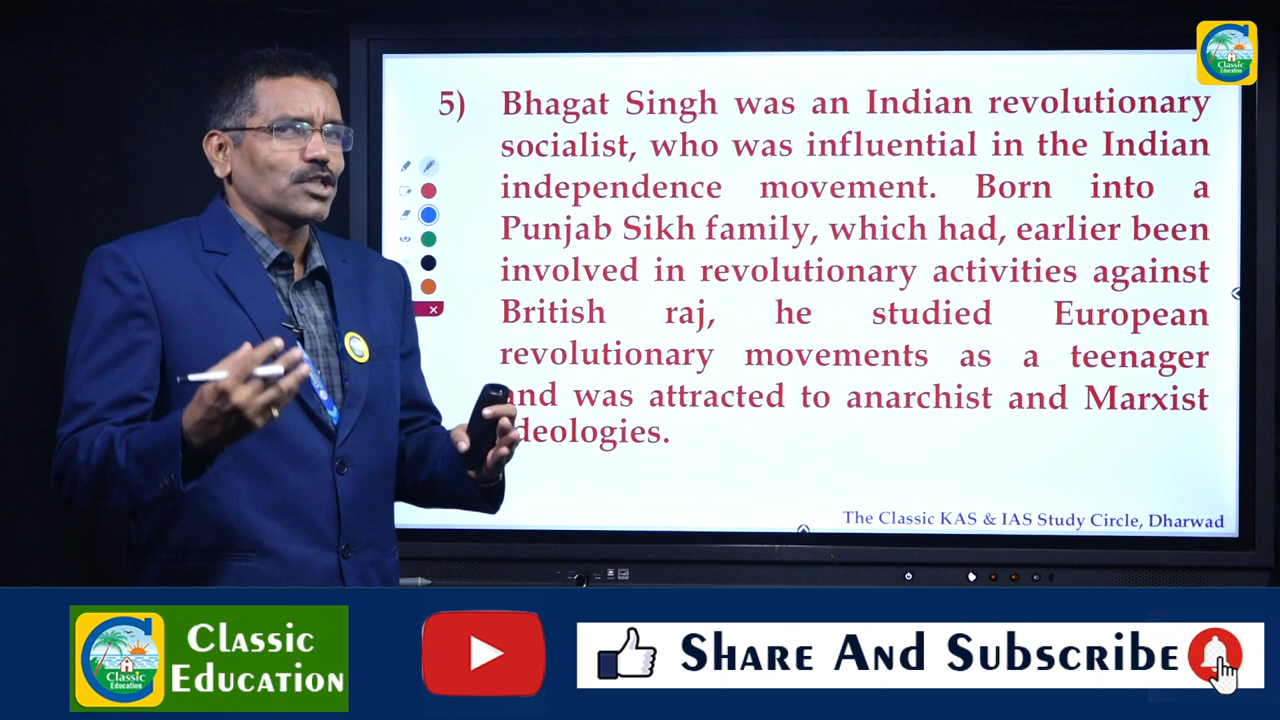 Classic
Education
5) Bhagat Singh was an Indian revolutionary
socialist, who was influential in the Indian
independence movement. Born into a
Punjab Sikh family, which had, earlier been
involved in revolutionary activities against
British raj, he studied European
revolutionary movements as a teenager
and was attracted to anarchist and Marxist
deologies.
The Classic KAS & IAS Study Circle, Dharwad
Classic
Education
Classic
Education
Share And Subscribe